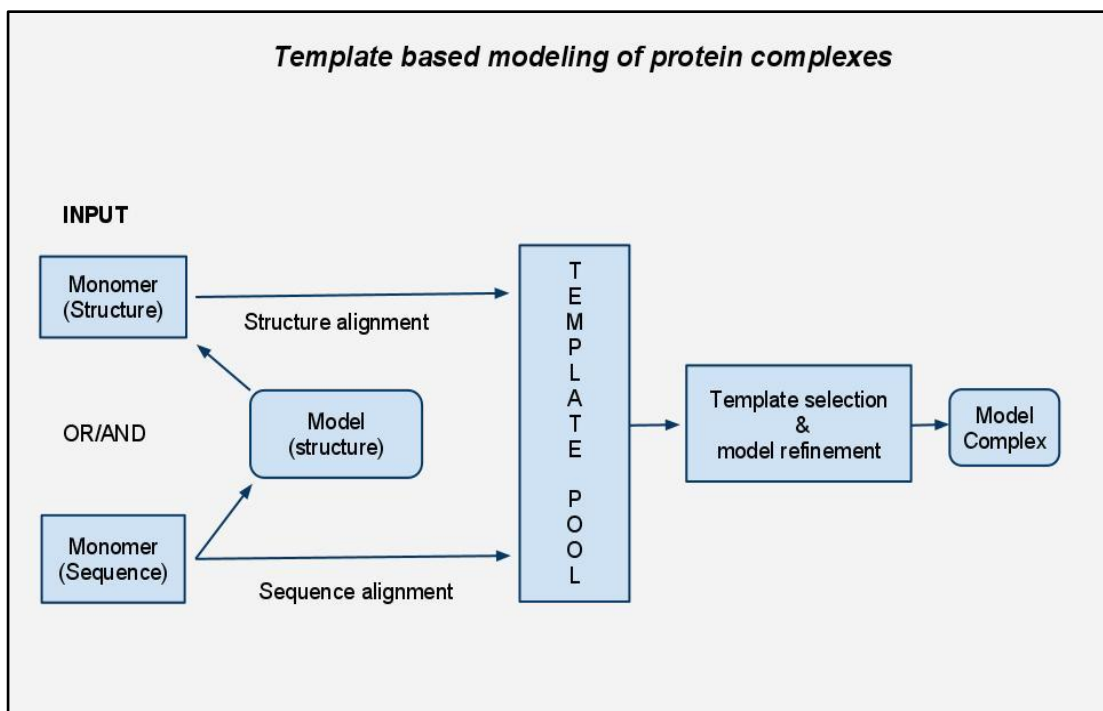 Template based modeling of protein complexes
INPUT
Monomer
(Structure)
Structure alignment
OR/AND
Model
(structure)
Monomer
(Sequence)
Sequence alignment
T
E
M
P
L
A
T
E
P
O
O
L
Template selection
&
model refinement
Model
Complex